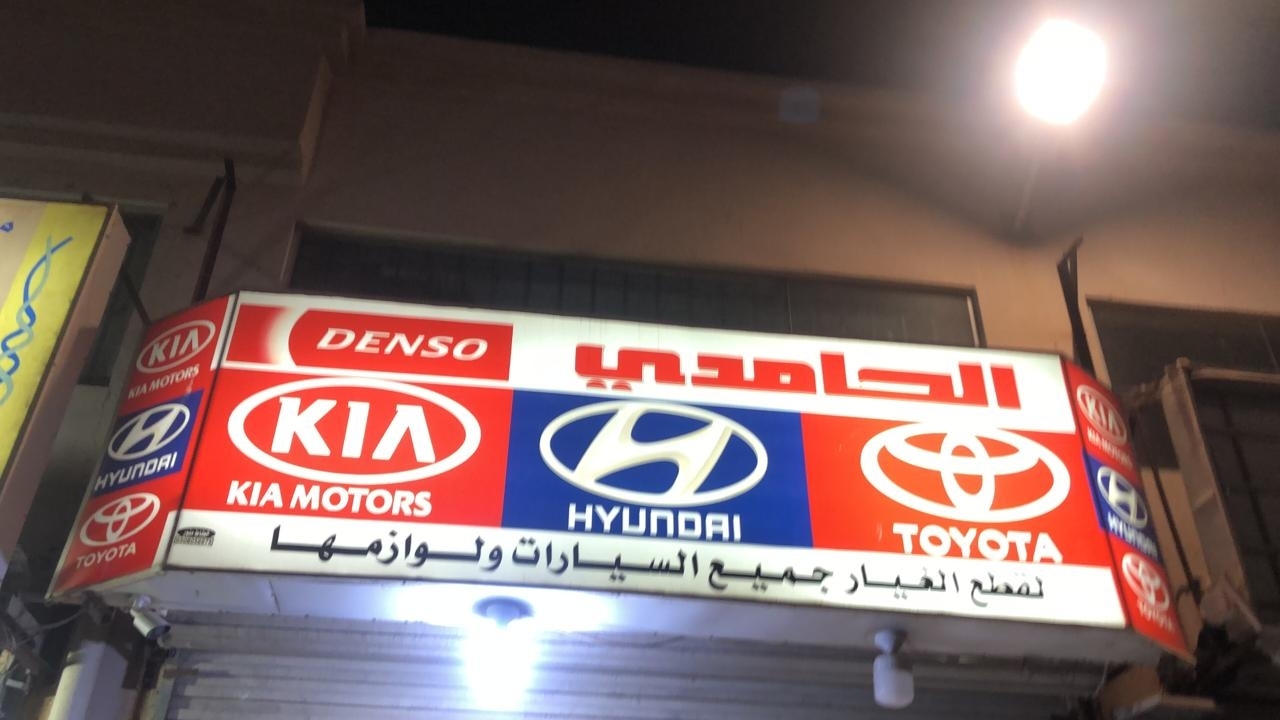 الحامدي
DENSO
KIA
KIA MOTORS
HYUNDAI
TOYOTA
لقطع الغيار جميع السيارات ولوازمها
KIA
KIA MOTORS
HYUNDAI
TOYOTA
KIA
KIA MOTORS
HYUNDAI
TOYOTA